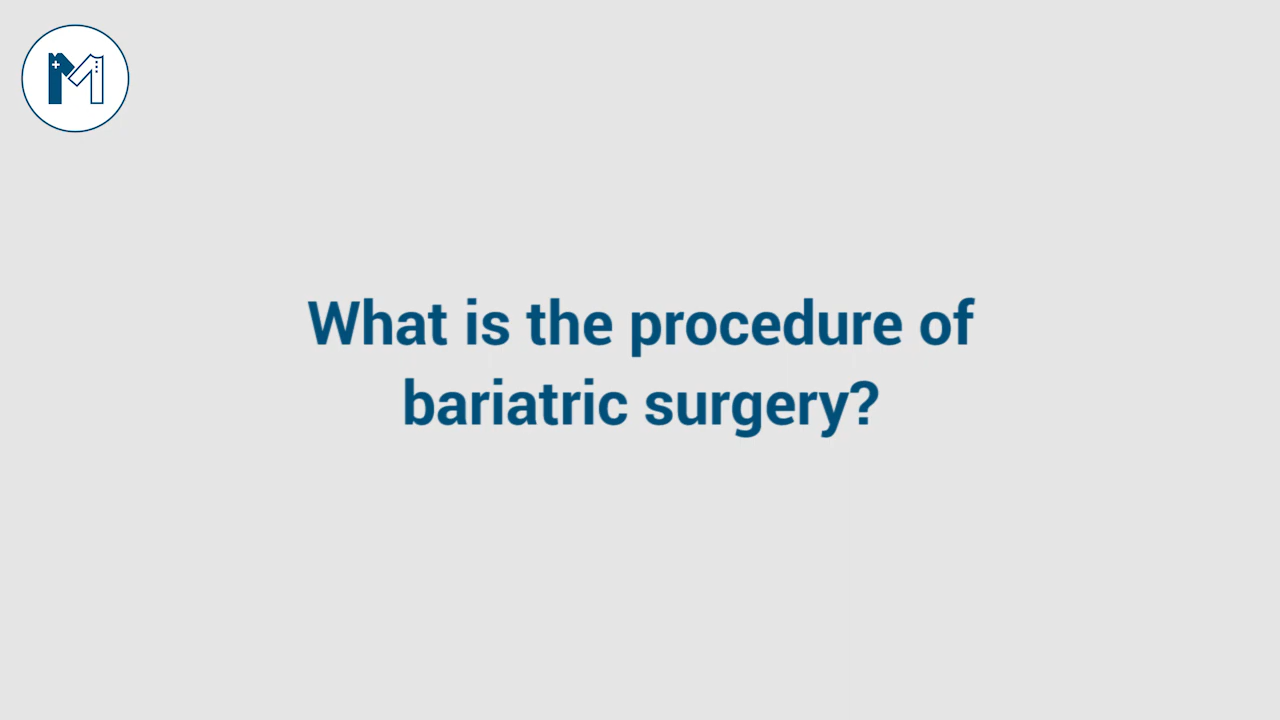 M
What is the procedure of
bariatric surgery?